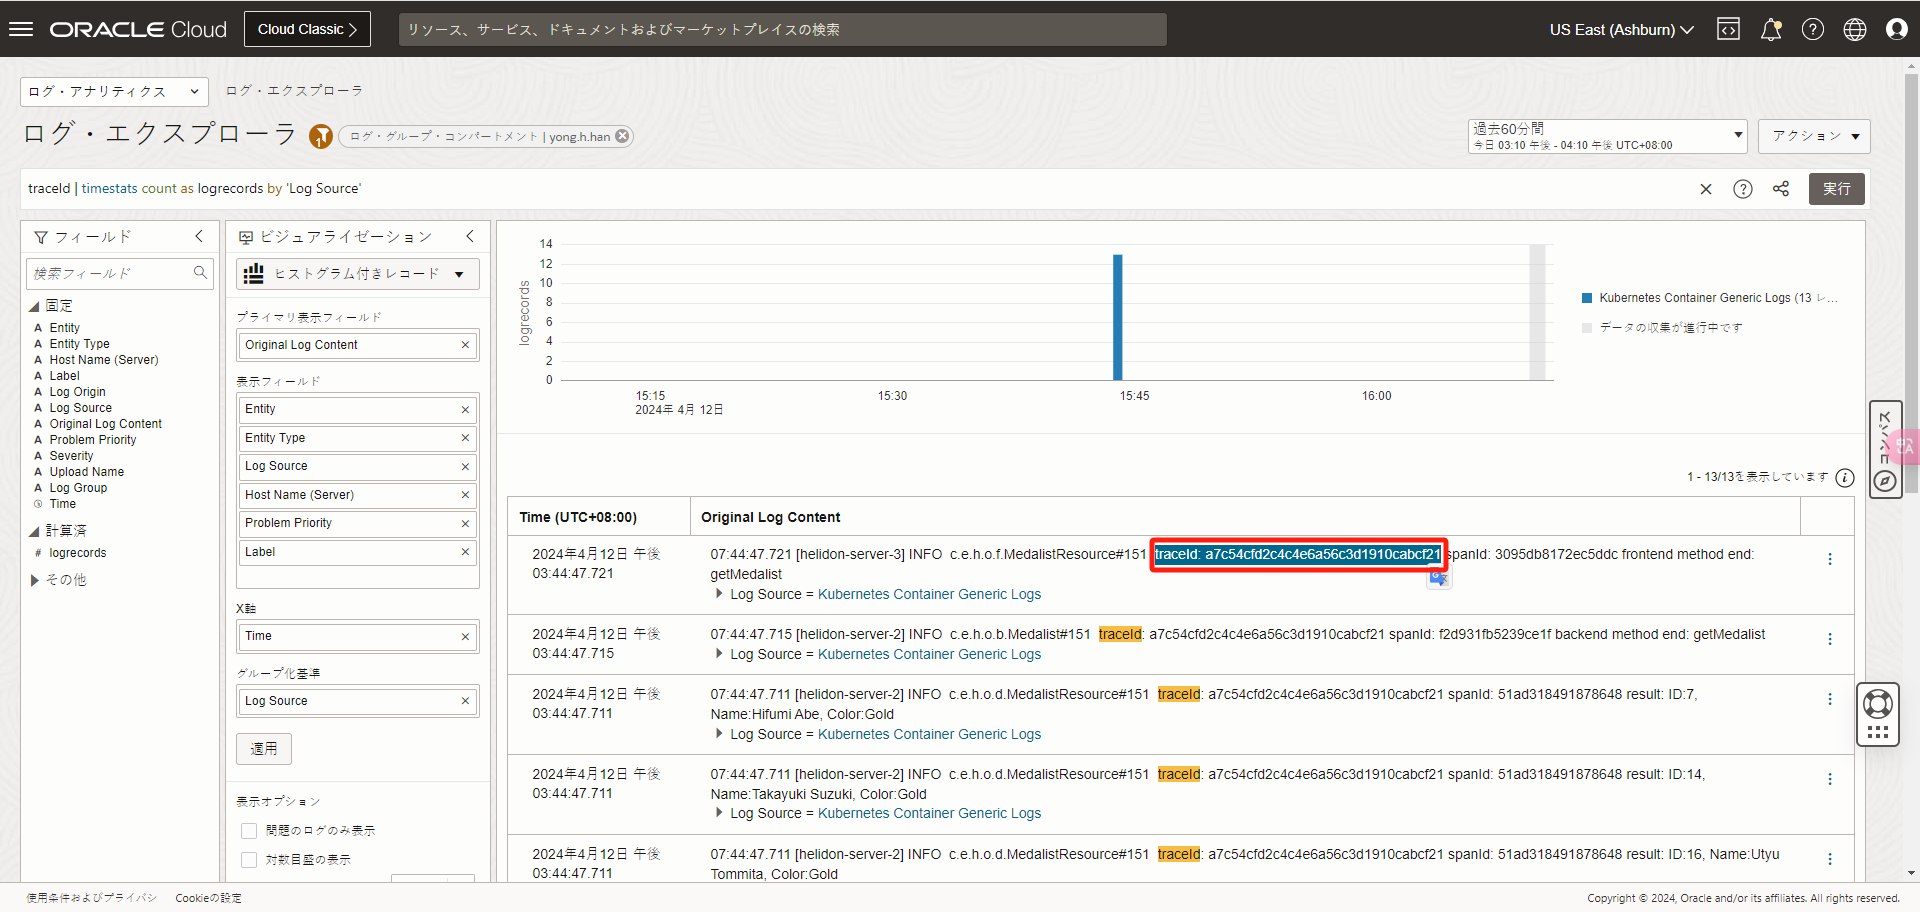 ORACLE Cloud
Cloud Classic
リソース、サービス、ドキュメントおよびマーケットプレイスの検索
US East (Ashburn)
ログ・アナリティクス
ログ・エクスプローラ
ログ・エクスプローラ
1
ログ・グループ・コンパートメント | yong.h.han
過去60分間
今日 03:10 午後 - 04:10 午後 UTC+08:00
アクション
traceId | timestats count as logrecords by 'Log Source'
実行
フィールド
検索フィールド
固定
A Entity
A Entity Type
A Host Name (Server)
A Label
A Log Origin
A Log Source
A Original Log Content
A Problem Priority
A Severity
A Upload Name
A Log Group
Time
計算済
# logrecords
その他
ビジュアライゼーション
ヒストグラム付きレコード
プライマリ表示フィールド
Original Log Content
表示フィールド
Entity
Entity Type
Log Source
Host Name (Server)
Problem Priority
Label
X軸
Time
グループ化基準
Log Source
適用
表示オプション
問題のログのみ表示
対数目盛の表示
logrecords
14
12
10
8
6
4
2
0
15:15
2024年 4月 12日
15:30
15:45
16:00
Kubernetes Container Generic Logs (13 レ...
データの収集が進行中です
1 - 13/13を表示しています
Time (UTC+08:00)
Original Log Content
2024年4月12日 午後
03:44:47.721
07:44:47.721 [helidon-server-3] INFO c.e.h.o.f.MedalistResource#151 traceId: a7c54cfd2c4c4e6a56c3d1910cabcf21 spanId: 3095db8172ec5ddc frontend method end:
getMedalist
Log Source = Kubernetes Container Generic Logs
2024年4月12日 午後
03:44:47.715
07:44:47.715 [helidon-server-2] INFO c.e.h.o.b.Medalist#151 traceId: a7c54cfd2c4c4e6a56c3d1910cabcf21 spanId: f2d931fb5239ce1f backend method end: getMedalist
Log Source = Kubernetes Container Generic Logs
2024年4月12日 午後
03:44:47.711
07:44:47.711 [helidon-server-2] INFO c.e.h.o.d.MedalistResource#151 traceId: a7c54cfd2c4c4e6a56c3d1910cabcf21 spanId: 51ad318491878648 result: ID:7,
Name:Hifumi Abe, Color:Gold
Log Source = Kubernetes Container Generic Logs
2024年4月12日 午後
03:44:47.711
07:44:47.711 [helidon-server-2] INFO c.e.h.o.d.MedalistResource#151 traceId: a7c54cfd2c4c4e6a56c3d1910cabcf21 spanId: 51ad318491878648 result: ID:14,
Name:Takayuki Suzuki, Color:Gold
Log Source = Kubernetes Container Generic Logs
2024年4月12日 午後
03:44:47.711
07:44:47.711 [helidon-server-2] INFO c.e.h.o.d.MedalistResource#151 traceId: a7c54cfd2c4c4e6a56c3d1910cabcf21 spanId: 51ad318491878648 result: ID:16, Name:Utyu
Tommita, Color:Gold
使用条件およびプライバシ
Cookieの設定
Copyright © 2024, Oracle and/or its affiliates. All rights reserved.